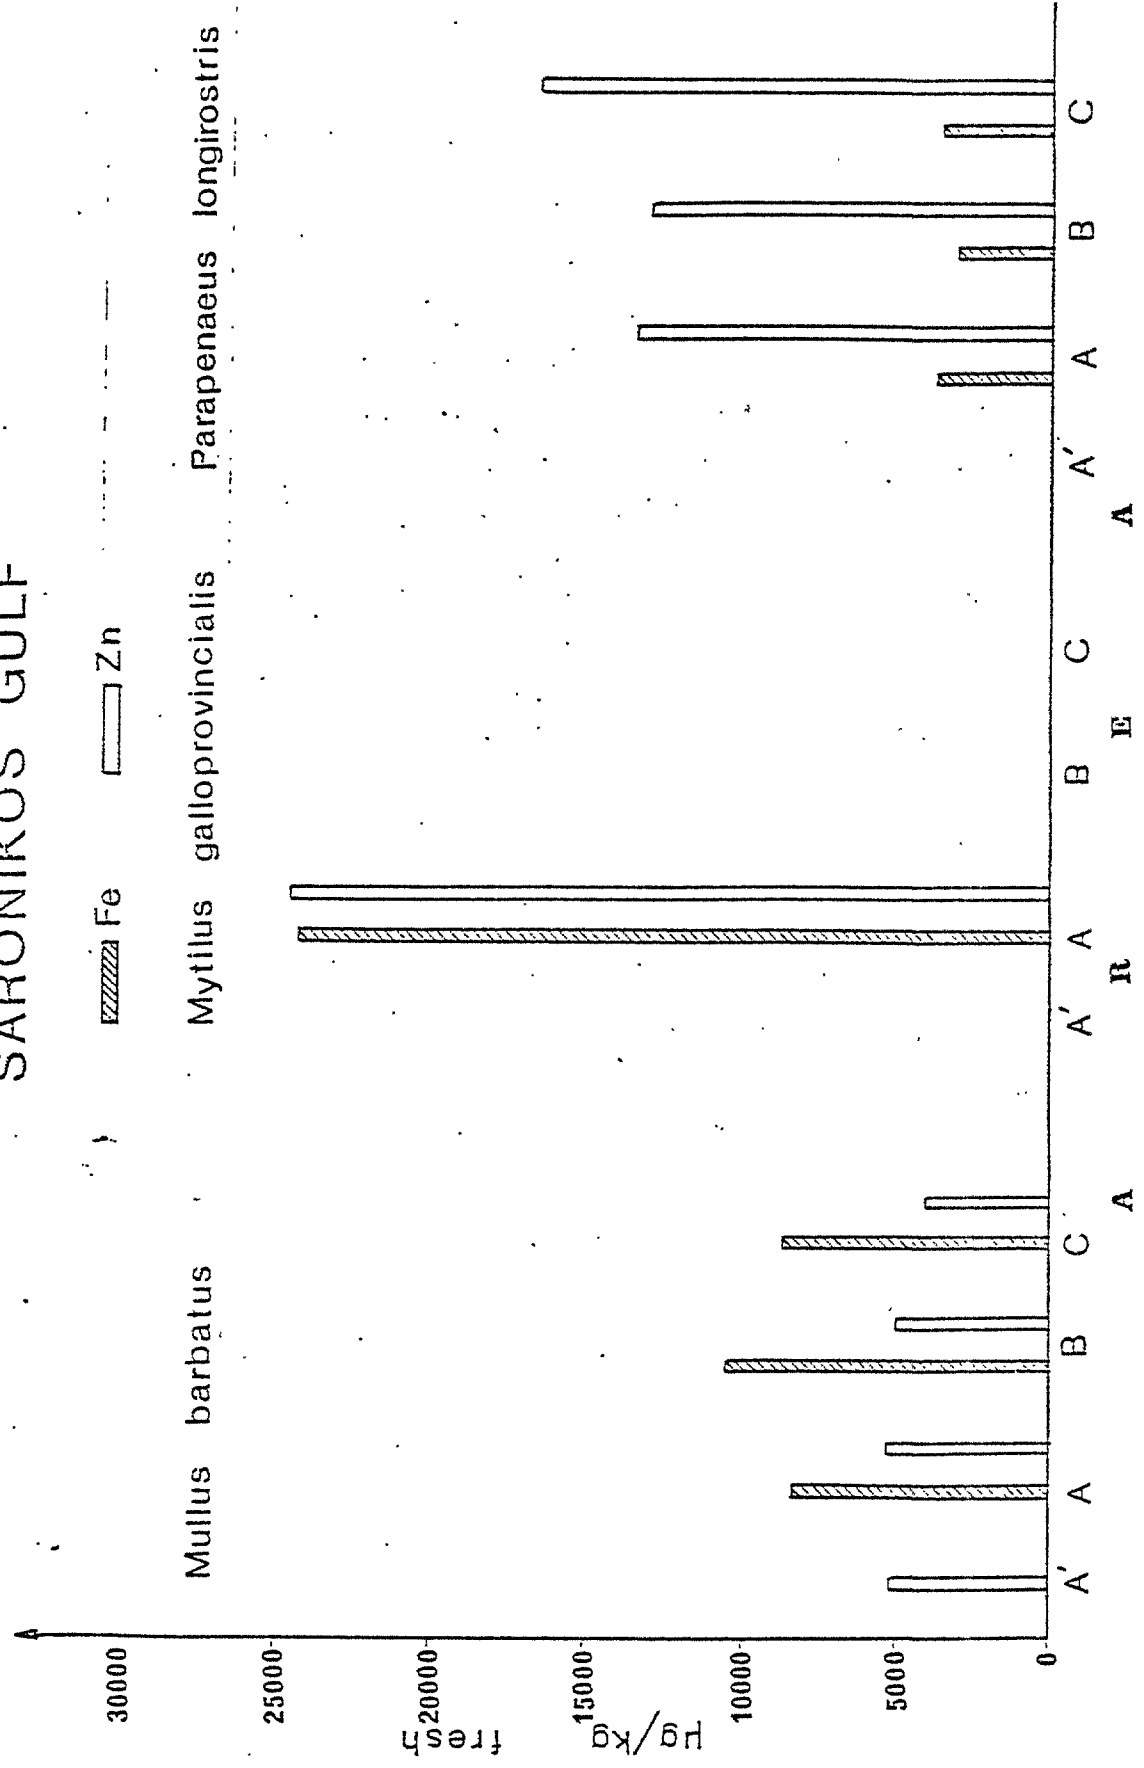 SARONIKOS GULF
Fe Zn
Mullus barbatus Mytilus galloprovincialis Parapenaeus longirostris
30000
25000
20000
15000
10000
5000
0
µg/kg fresh
A' A B C A' A B C A' A B C
A R E A